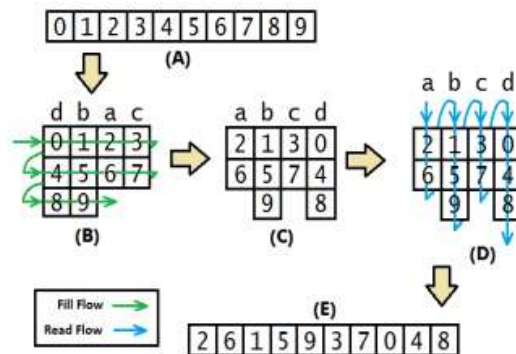 0 1 2 3 4 5 6 7 8 9
(A)
d b a c
0 1 2 3
4 5 6 7
8 9
(B)
a b c d
2 1 3 0
6 5 7 4
9 8
(C)
a b c d
2 1 3 0
6 5 7 4
9 8
(D)
Fill Flow
Read Flow
(E)
2 6 1 5 9 3 7 0 4 8